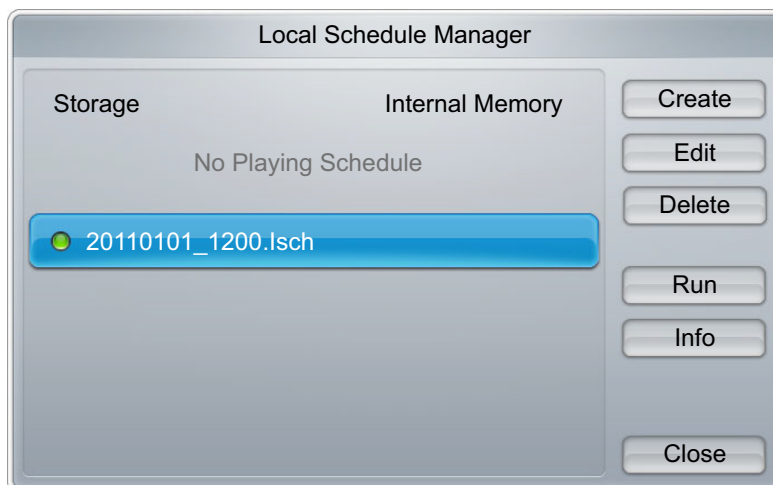 Local Schedule Manager
Storage Internal Memory
No Playing Schedule
20110101_1200.lsch
Create
Edit
Delete
Run
Info
Close